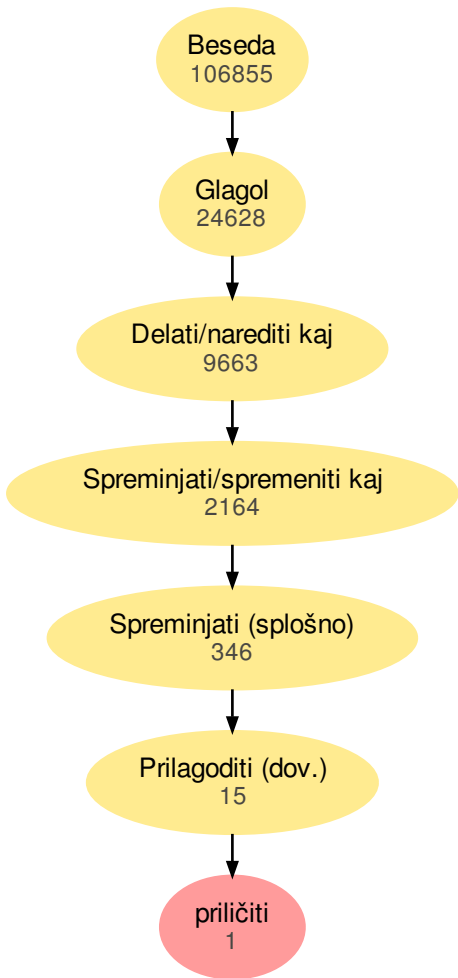 Beseda
106855
Glagol
24628
Delati/narediti kaj
9663
Spreminjati/spremeniti kaj
2164
Spreminjati (splošno)
346
Prilagoditi (dov.)
15
priličiti
1